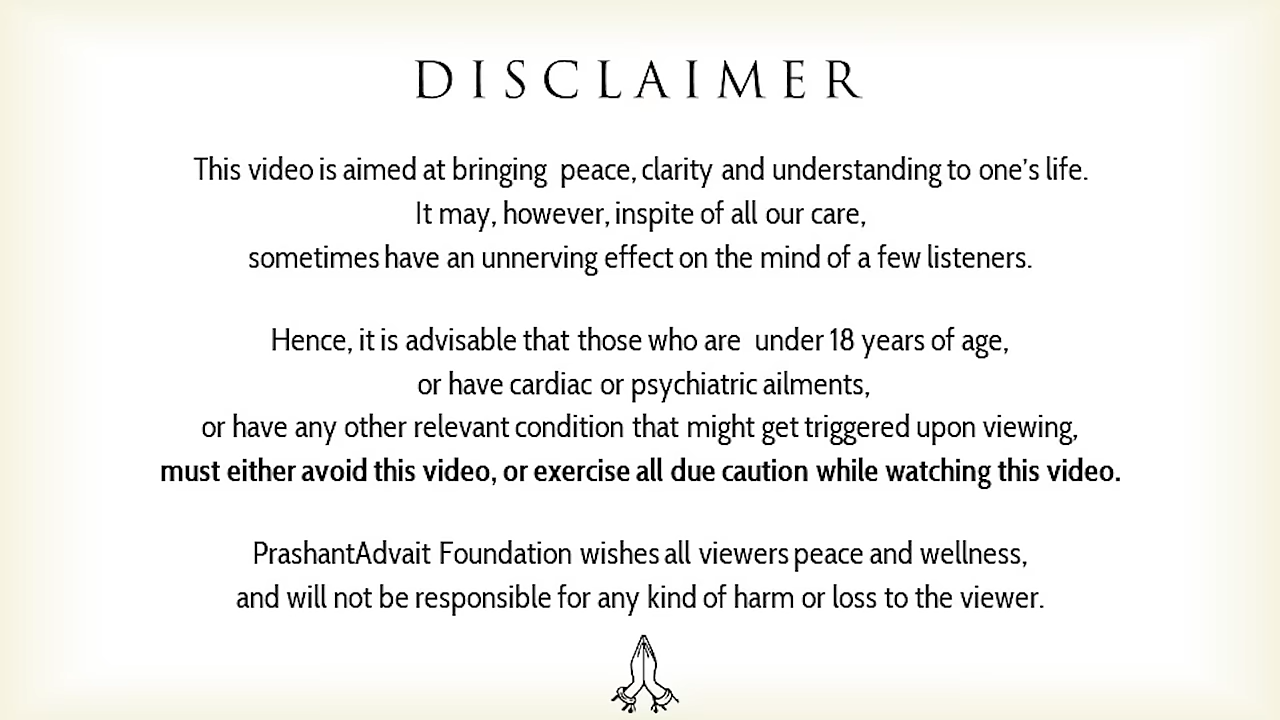 DISCLAIMER
This video is aimed at bringing peace, clarity and understanding to one's life.
It may, however, inspite of all our care,
sometimes have an unnerving effect on the mind of a few listeners.
Hence, it is advisable that those who are under 18 years of age,
or have cardiac or psychiatric ailments,
or have any other relevant condition that might get triggered upon viewing,
must either avoid this video, or exercise all due caution while watching this video.
PrashantAdvait Foundation wishes all viewers peace and wellness,
and will not be responsible for any kind of harm or loss to the viewer.